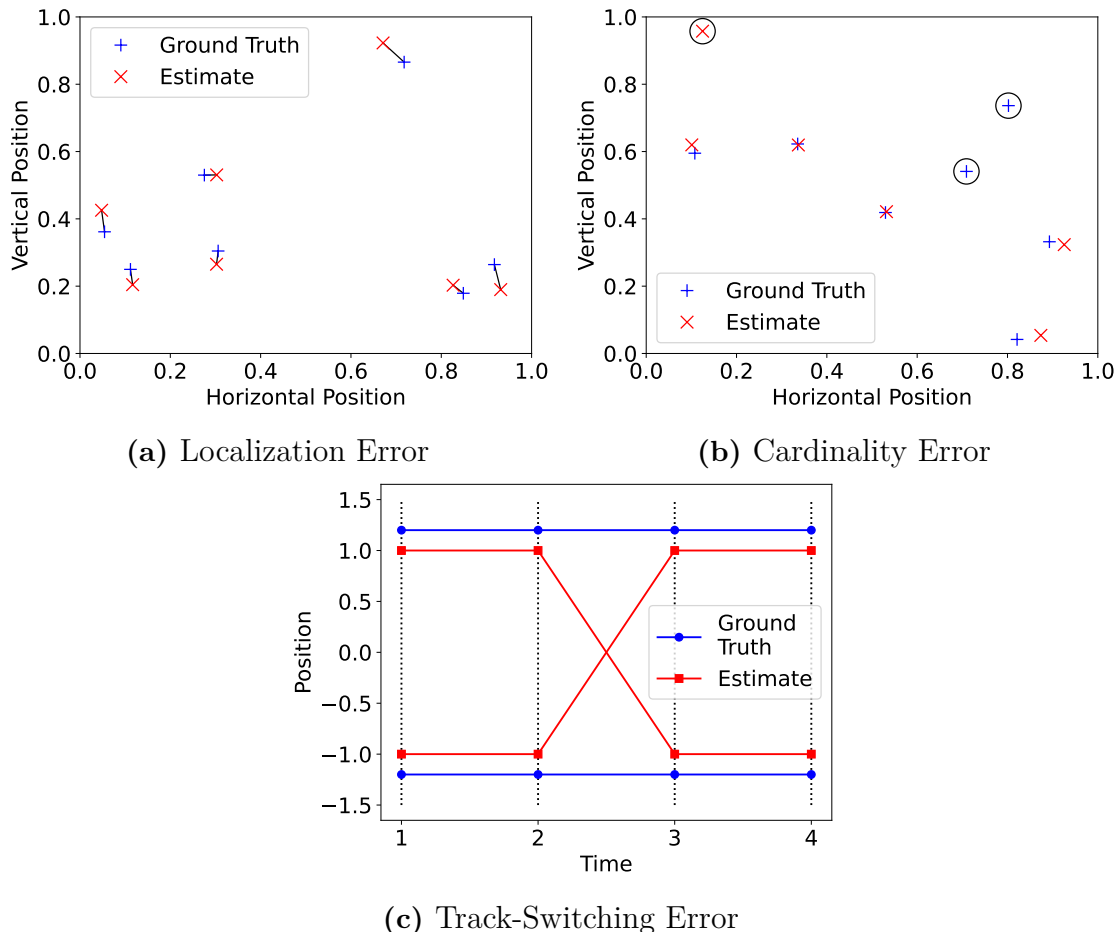 1.0
0.8
0.6
0.4
0.2
0.0
Vertical Position
Ground Truth
Estimate
0.0 0.2 0.4 0.6 0.8 1.0
Horizontal Position
(a) Localization Error
1.0
0.8
0.6
0.4
0.2
0.0
Vertical Position
Ground Truth
Estimate
0.0 0.2 0.4 0.6 0.8 1.0
Horizontal Position
(b) Cardinality Error
1.5
1.0
0.5
0.0
−0.5
−1.0
−1.5
Position
Ground
Truth
Estimate
1 2 3 4
Time
(c) Track-Switching Error